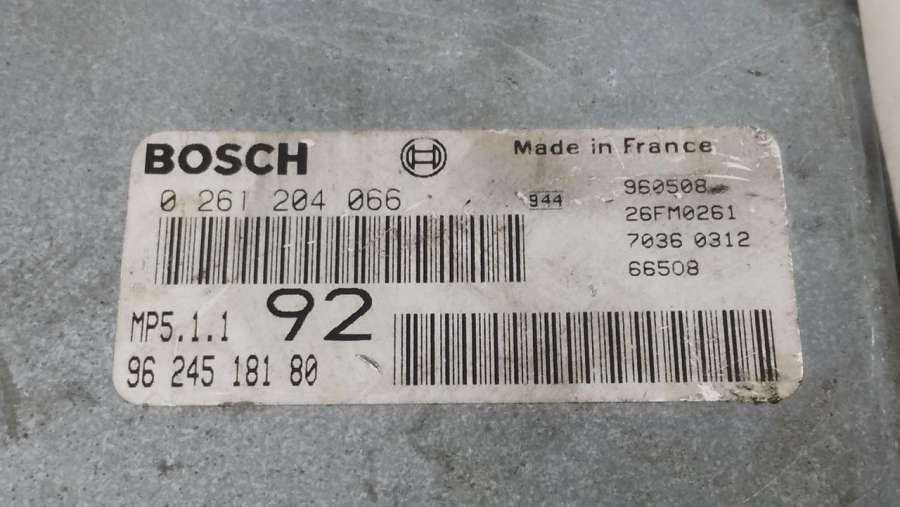 BOSCH
Made in France
0 261 204 066
944
960508
26FM0261
7036 0312
66508
MP5.1.1
92
96 245 181 80